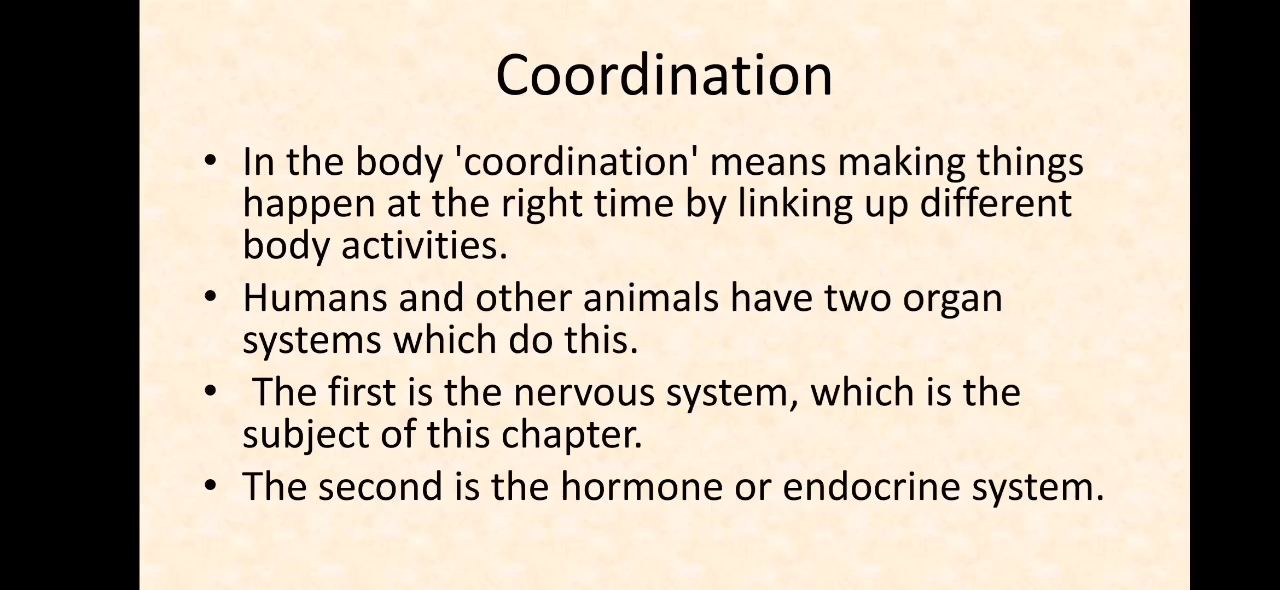 Coordination
• In the body 'coordination' means making things
happen at the right time by linking up different
body activities.
• Humans and other animals have two organ
systems which do this.
• The first is the nervous system, which is the
subject of this chapter.
• The second is the hormone or endocrine system.